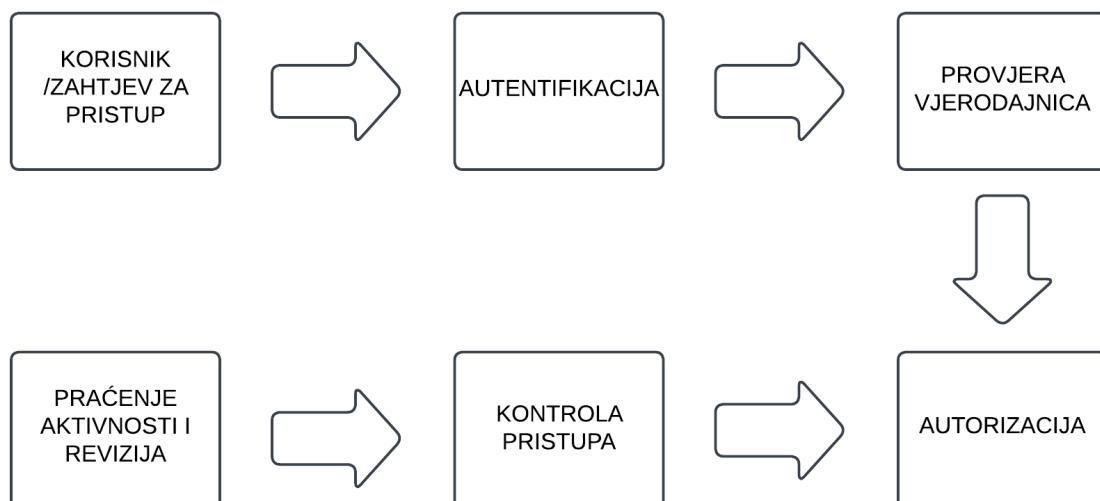 KORISNIK
/ZAHTJEV ZA
PRISTUP
AUTENTIFIKACIJA
PROVJERA
VJERODAJNICA
PRAĆENJE
AKTIVNOSTI I
REVIZIJA
KONTROLA
PRISTUPA
AUTORIZACIJA